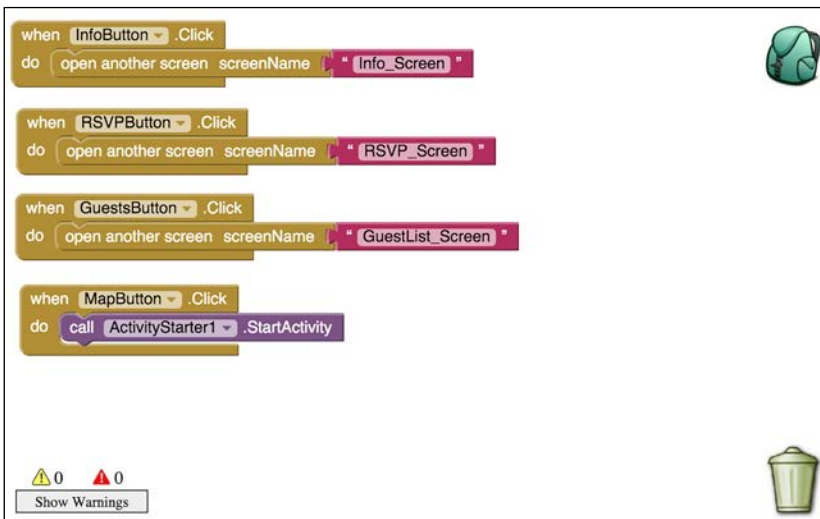 when InfoButton .Click
do open another screen screenName " Info_Screen "
when RSVPButton .Click
do open another screen screenName " RSVP_Screen "
when GuestsButton .Click
do open another screen screenName " GuestList_Screen "
when MapButton .Click
do call ActivityStarter1 .StartActivity
0 0
Show Warnings